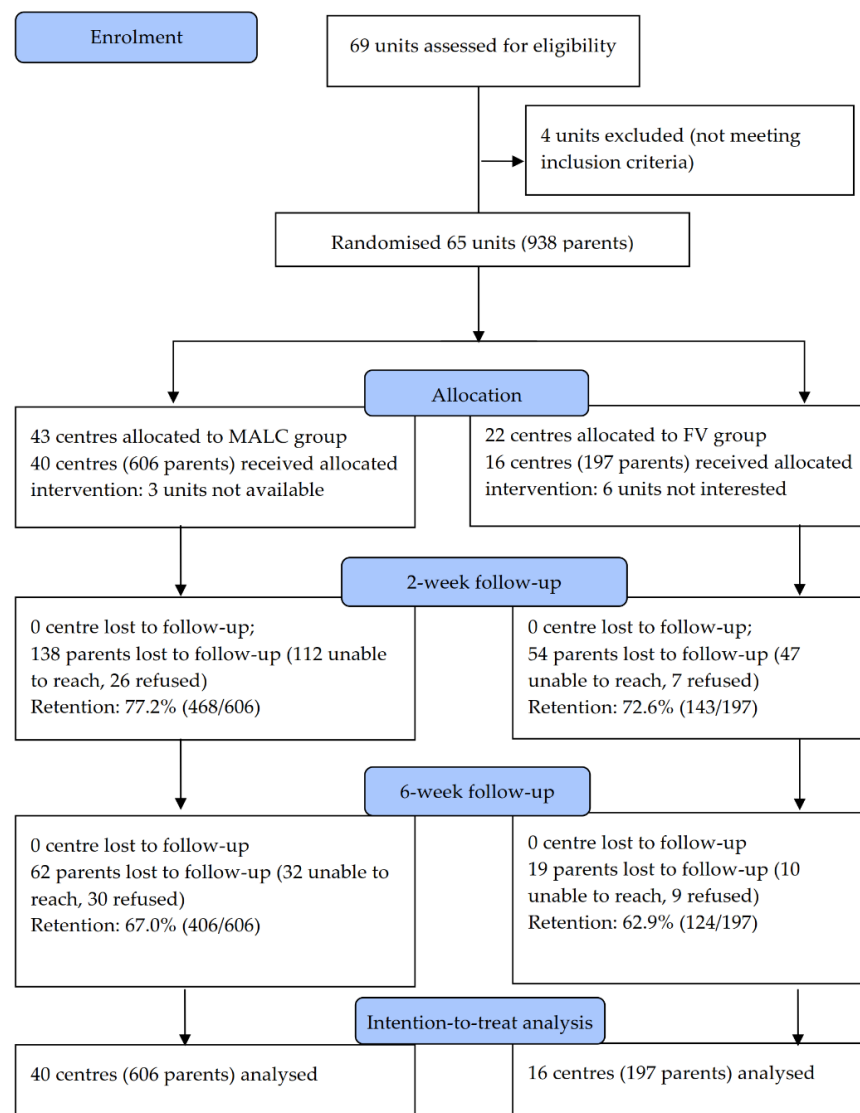 Enrolment
69 units assessed for eligibility
4 units excluded (not meeting
inclusion criteria)
Randomised 65 units (938 parents)
Allocation
43 centres allocated to MALC group
40 centres (606 parents) received allocated
intervention: 3 units not available
22 centres allocated to FV group
16 centres (197 parents) received allocated
intervention: 6 units not interested
2-week follow-up
0 centre lost to follow-up;
138 parents lost to follow-up (112 unable
to reach, 26 refused)
Retention: 77.2% (468/606)
0 centre lost to follow-up;
54 parents lost to follow-up (47
unable to reach, 7 refused)
Retention: 72.6% (143/197)
6-week follow-up
0 centre lost to follow-up
62 parents lost to follow-up (32 unable to
reach, 30 refused)
Retention: 67.0% (406/606)
0 centre lost to follow-up
19 parents lost to follow-up (10
unable to reach, 9 refused)
Retention: 62.9% (124/197)
Intention-to-treat analysis
40 centres (606 parents) analysed
16 centres (197 parents) analysed